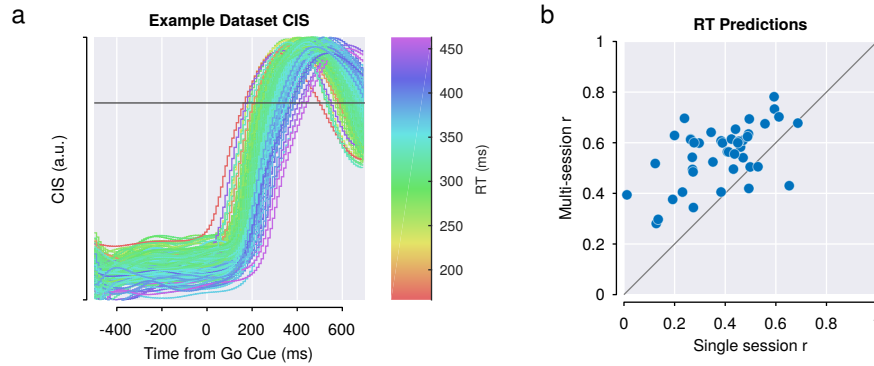 a
Example Dataset CIS
CIS (a.u.)
-400 -200 0 200 400 600
Time from Go Cue (ms)
450
400
350
300
250
200
RT (ms)
b
RT Predictions
1
0.8
0.6
0.4
0.2
0
Multi-session r
0 0.2 0.4 0.6 0.8
Single session r